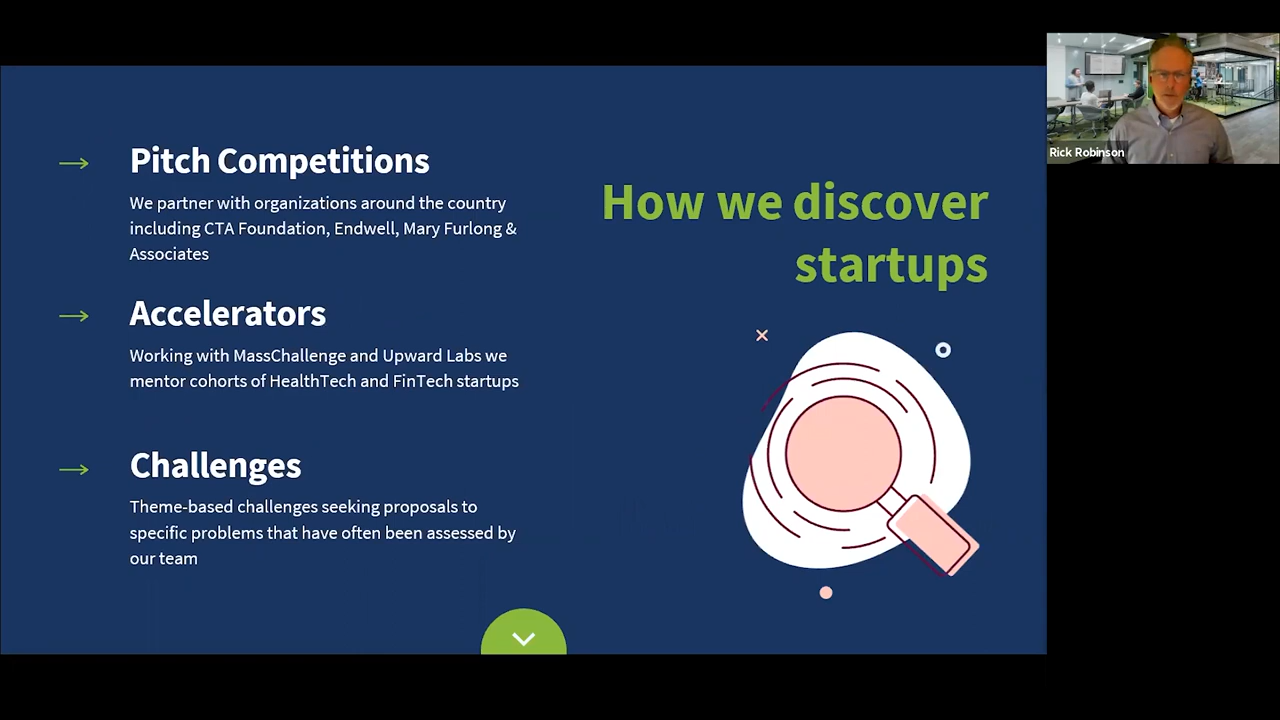 Pitch Competitions
We partner with organizations around the country
including CTA Foundation, Endwell, Mary Furlong &
Associates
Accelerators
Working with MassChallenge and Upward Labs we
mentor cohorts of HealthTech and FinTech startups
Challenges
Theme-based challenges seeking proposals to
specific problems that have often been assessed by
our team
How we discover
startups
Rick Robinson